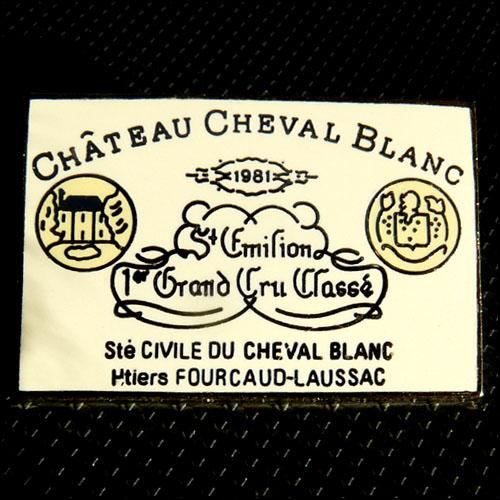 CHÂTEAU CHEVAL BLANC
1981
St Emilion
1er Grand Cru Classé
Sté CIVILE DU CHEVAL BLANC
Htiers FOURCAUD-LAUSSAC